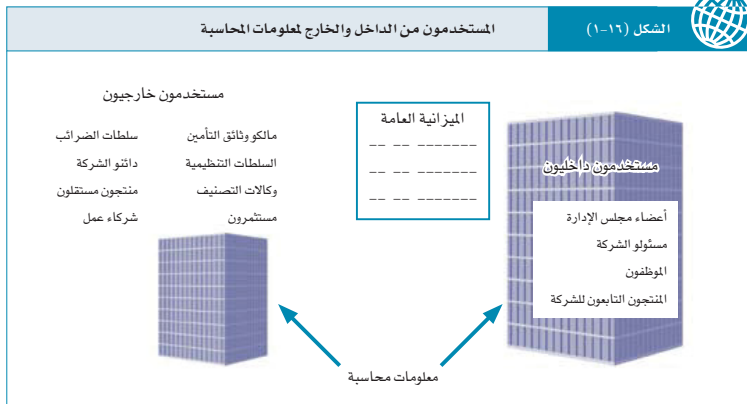 الشكل (١٦-١)
المستخدمون من الداخل والخارج لمعلومات المحاسبة
مستخدمون داخليون
أعضاء مجلس الإدارة
مسئولو الشركة
الموظفون
المنتجون التابعون للشركة
الميزانية العامة
-- -- -------
-- -- -------
-- -- -------
مستخدمون خارجيون
مالكو وثائق التأمين
السلطات التنظيمية
وكالات التصنيف
مستثمرون
سلطات الضرائب
دائنو الشركة
منتجون مستقلون
شركاء عمل
معلومات محاسبة